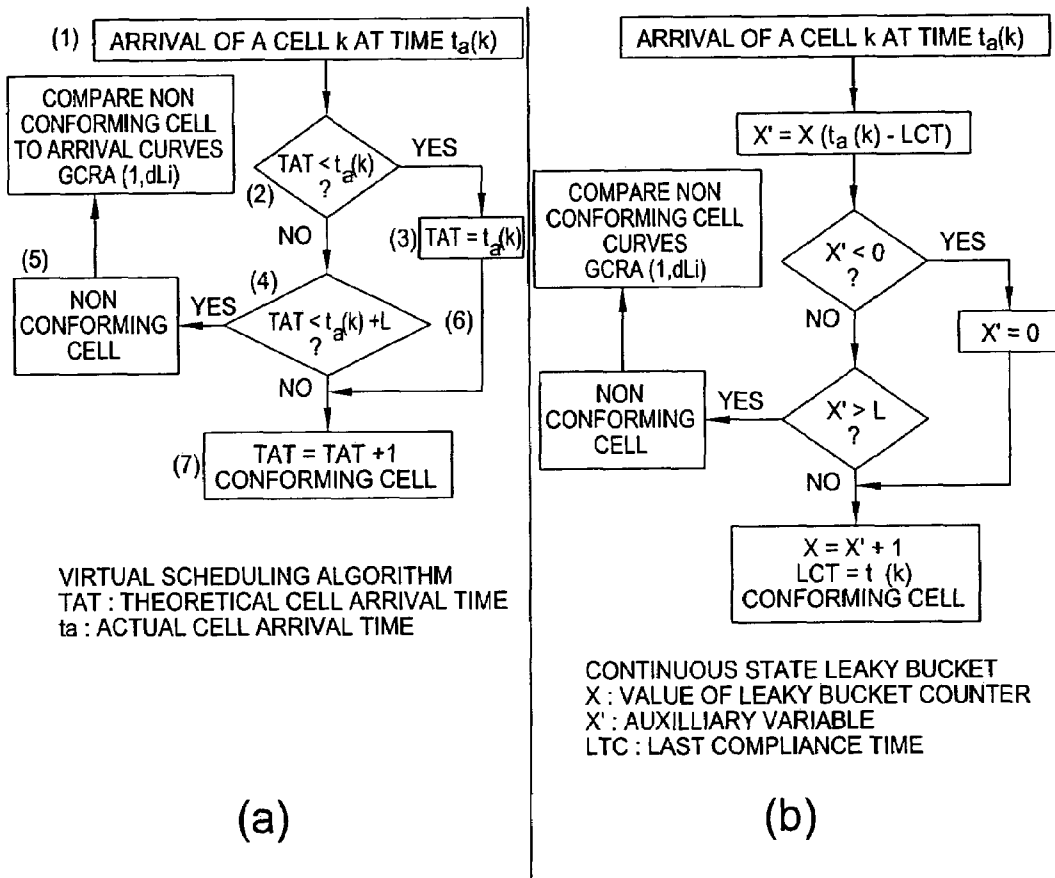 (1) ARRIVAL OF A CELL k AT TIME ta(k)
COMPARE NON
CONFORMING CELL
TO ARRIVAL CURVES
GCRA (1,dLi)
TAT < ta(k)
?
(2)
YES
NO
(3) TAT = ta(k)
(5)
NON
CONFORMING
CELL
YES
(4)
TAT < ta(k) +L
?
(6)
NO
(7)
TAT = TAT +1
CONFORMING CELL
VIRTUAL SCHEDULING ALGORITHM
TAT : THEORETICAL CELL ARRIVAL TIME
ta : ACTUAL CELL ARRIVAL TIME
(a)
ARRIVAL OF A CELL k AT TIME ta(k)
X' = X (ta (k) - LCT)
COMPARE NON
CONFORMING CELL
CURVES
GCRA (1,dLi)
X' < 0
?
YES
NO
X' = 0
NON
CONFORMING
CELL
YES
X' > L
?
NO
X = X' + 1
LCT = t (k)
CONFORMING CELL
CONTINUOUS STATE LEAKY BUCKET
X : VALUE OF LEAKY BUCKET COUNTER
X' : AUXILLIARY VARIABLE
LTC : LAST COMPLIANCE TIME
(b)